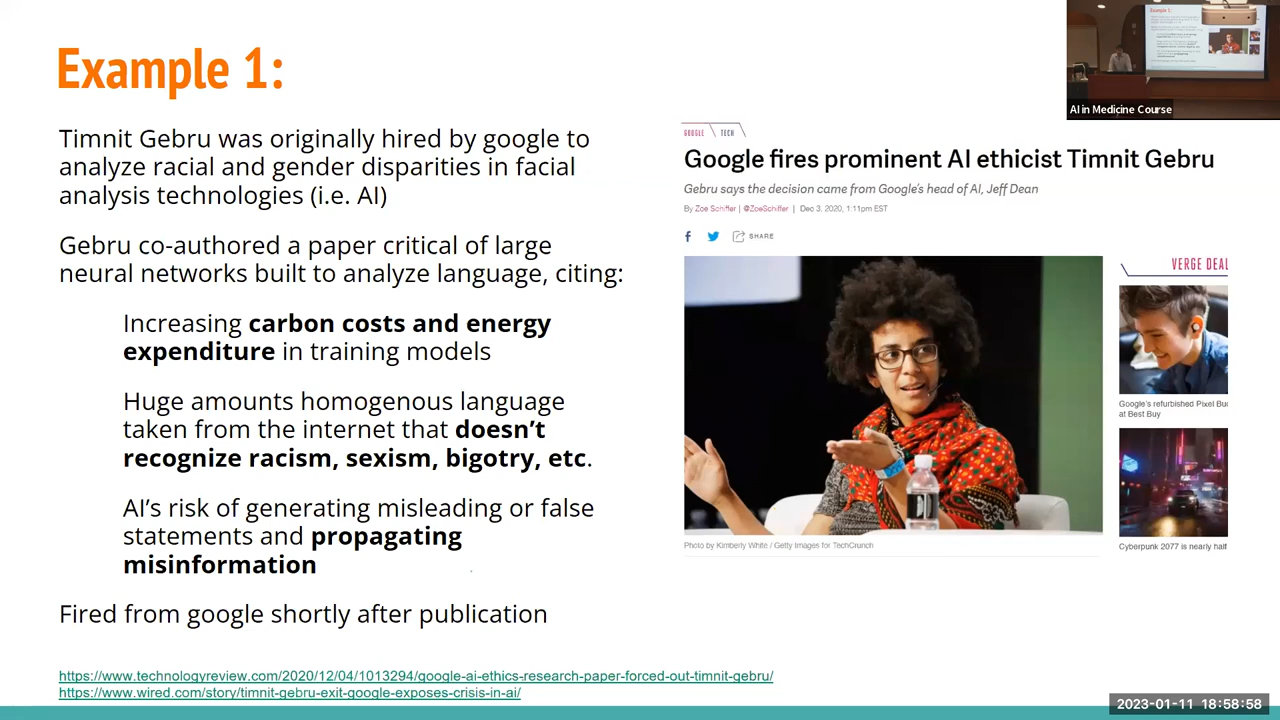 Example 1:
Timnit Gebru was originally hired by google to
analyze racial and gender disparities in facial
analysis technologies (i.e. AI)
Gebru co-authored a paper critical of large
neural networks built to analyze language, citing:
Increasing carbon costs and energy
expenditure in training models
Huge amounts homogenous language
taken from the internet that doesn't
recognize racism, sexism, bigotry, etc.
AI's risk of generating misleading or false
statements and propagating
misinformation
Fired from google shortly after publication
https://www.technologyreview.com/2020/12/04/1013294/google-ai-ethics-research-paper-forced-out-timnit-gebru/
https://www.wired.com/story/timnit-gebru-exit-google-exposes-crisis-in-ai/
GOOGLE \ TECH
Google fires prominent AI ethicist Timnit Gebru
Gebru says the decision came from Google's head of AI, Jeff Dean
By Zoe Schiffer | @ZoeSchiffer | Dec 3, 2020, 1:11pm EST
SHARE
Photo by Kimberly White / Getty Images for TechCrunch
VERGE DEAL
Google's refurbished Pixel Bud
at Best Buy
Cyberpunk 2077 is nearly half
AI in Medicine Course
2023-01-11 18:58:58